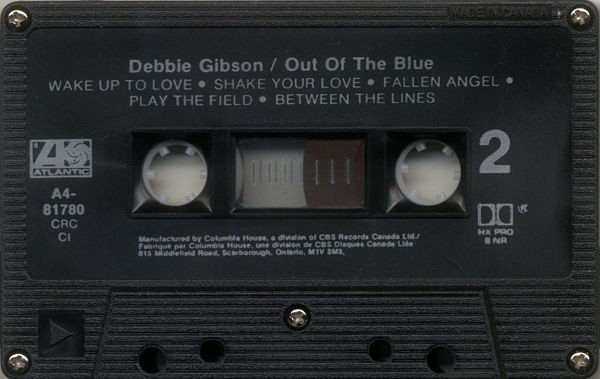 MADE IN CANADA
Debbie Gibson / Out Of The Blue
WAKE UP TO LOVE • SHAKE YOUR LOVE • FALLEN ANGEL •
PLAY THE FIELD • BETWEEN THE LINES
ATLANTIC
A4-
81780
CRC
CI
2
HX PRO
B NR
Manufactured by Columbia House, a division of CBS Records Canada Ltd./
Fabriqué par Columbia House, une division de CBS Disques Canada Ltée
615 Middlefield Road, Scarborough, Ontario, M1V 3M3.